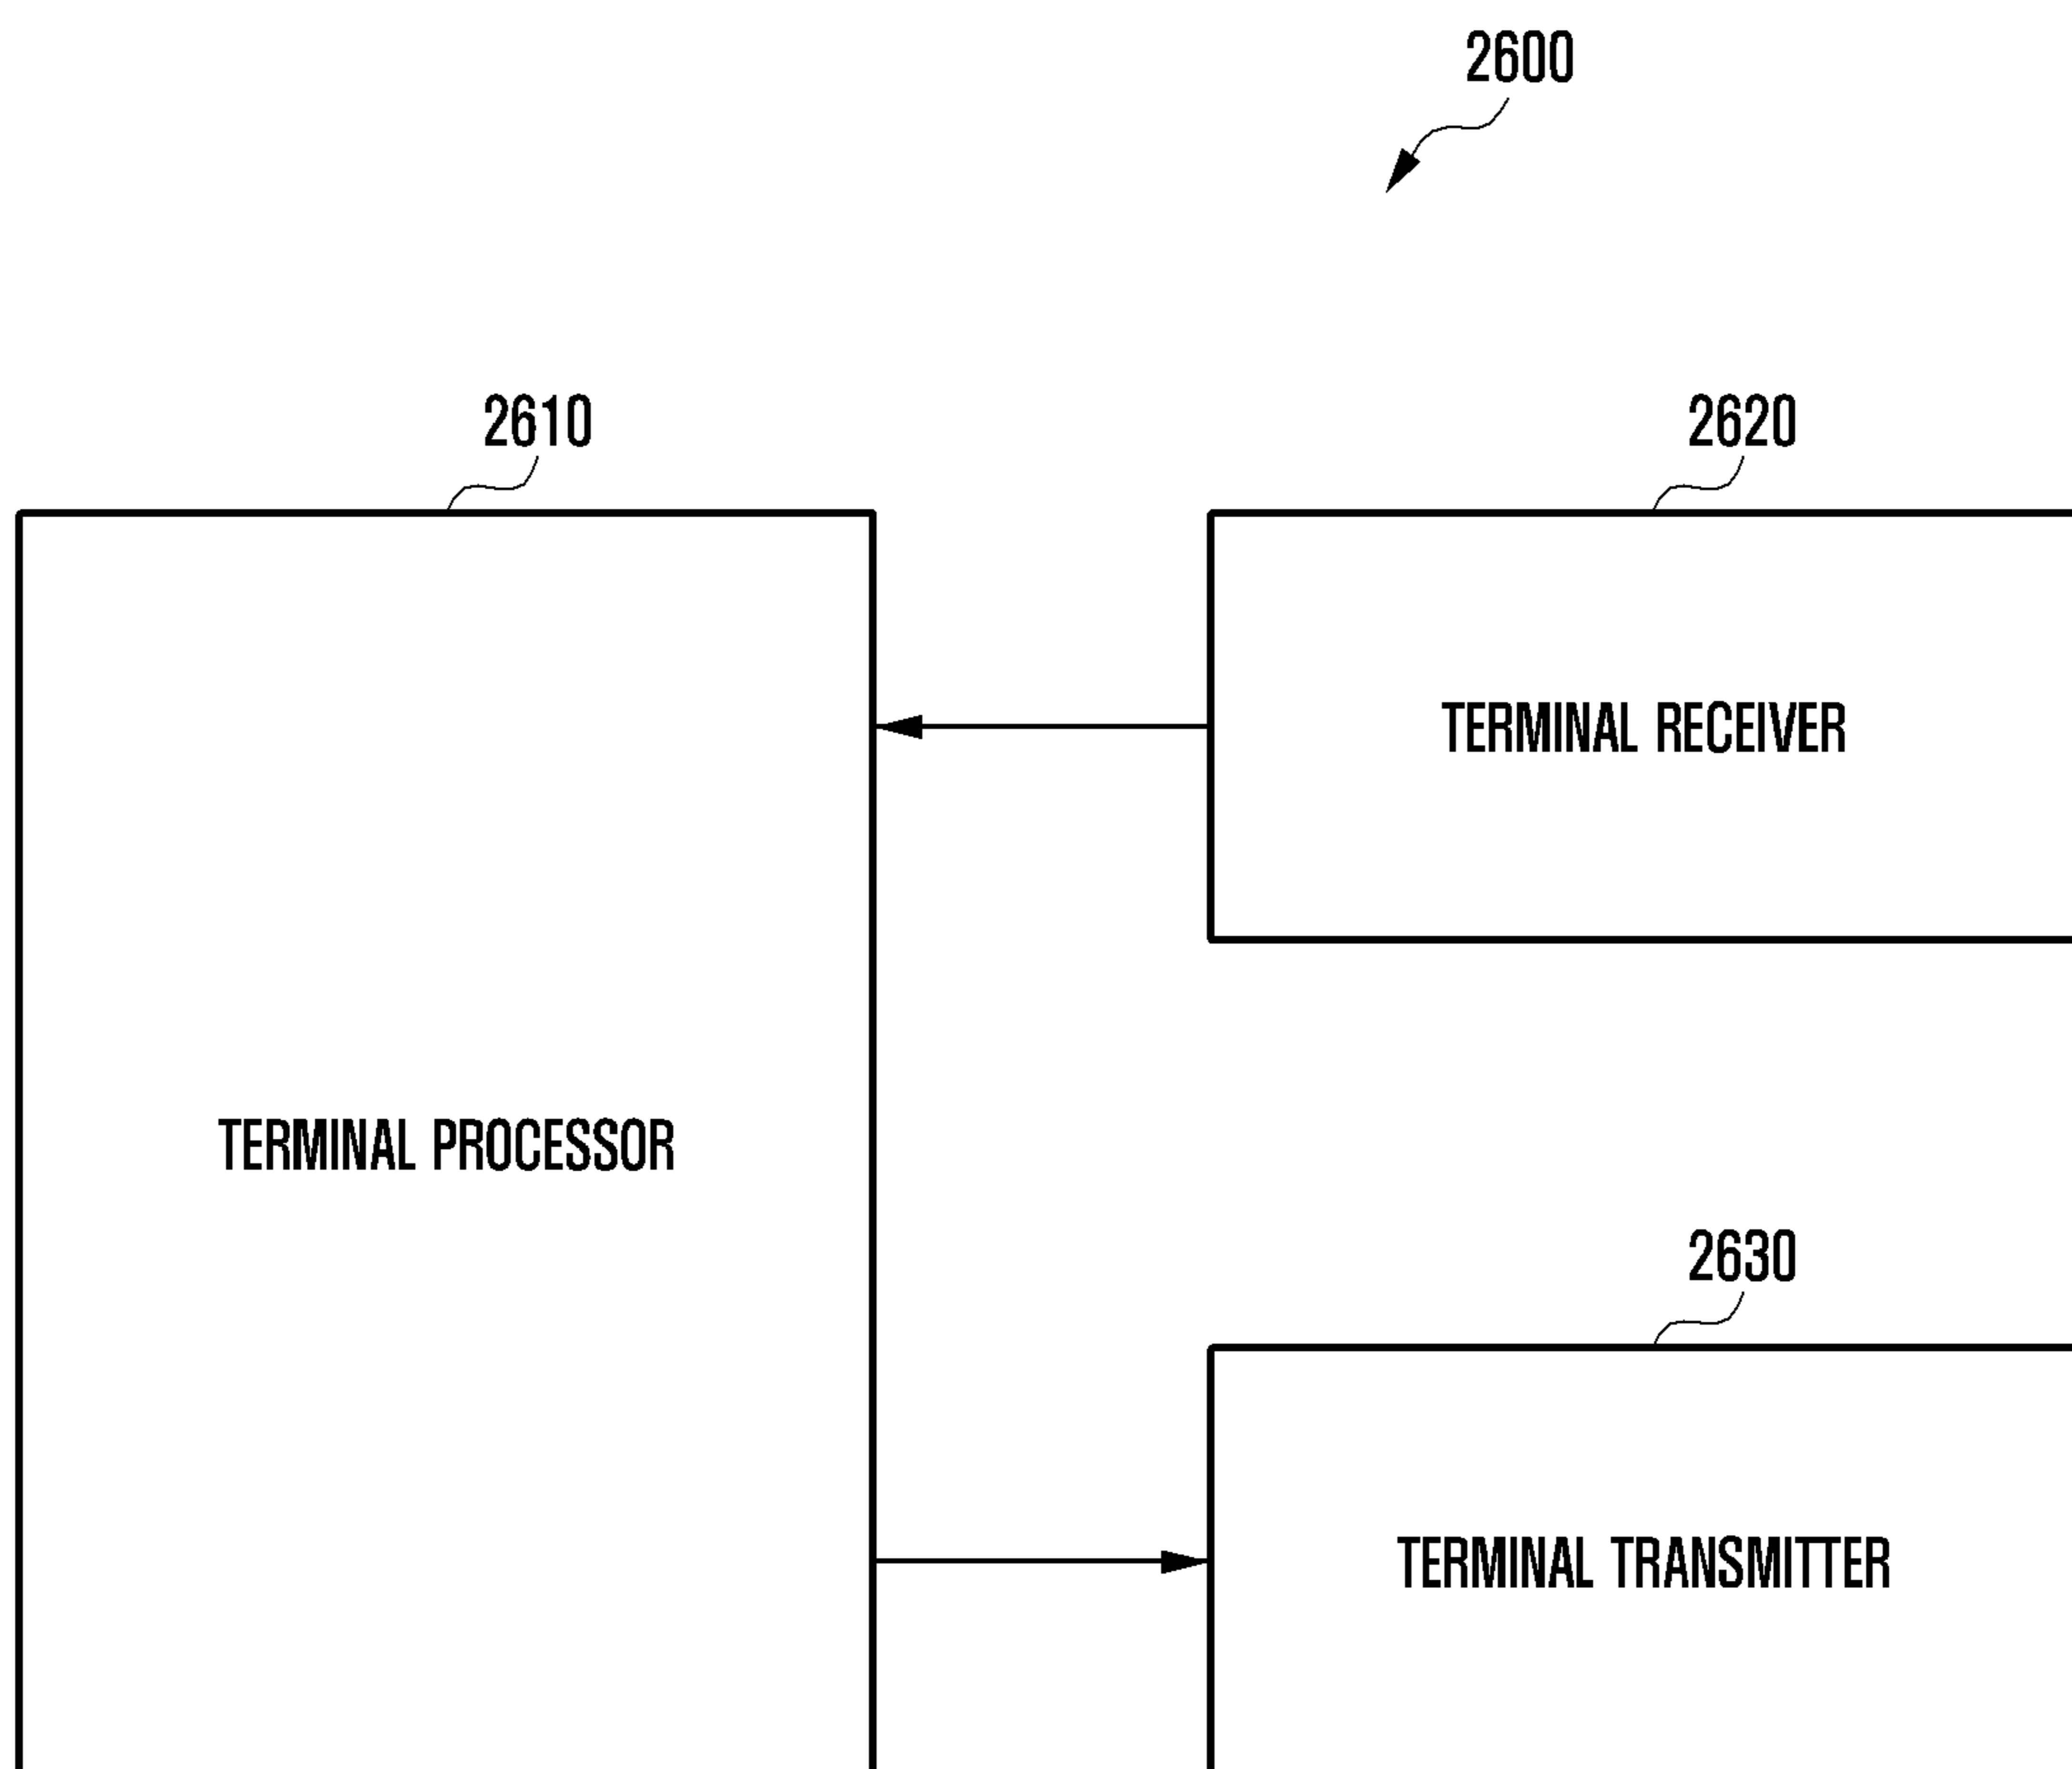 2600
2610
2620
TERMINAL RECEIVER
TERMINAL PROCESSOR
2630
TERMINAL TRANSMITTER